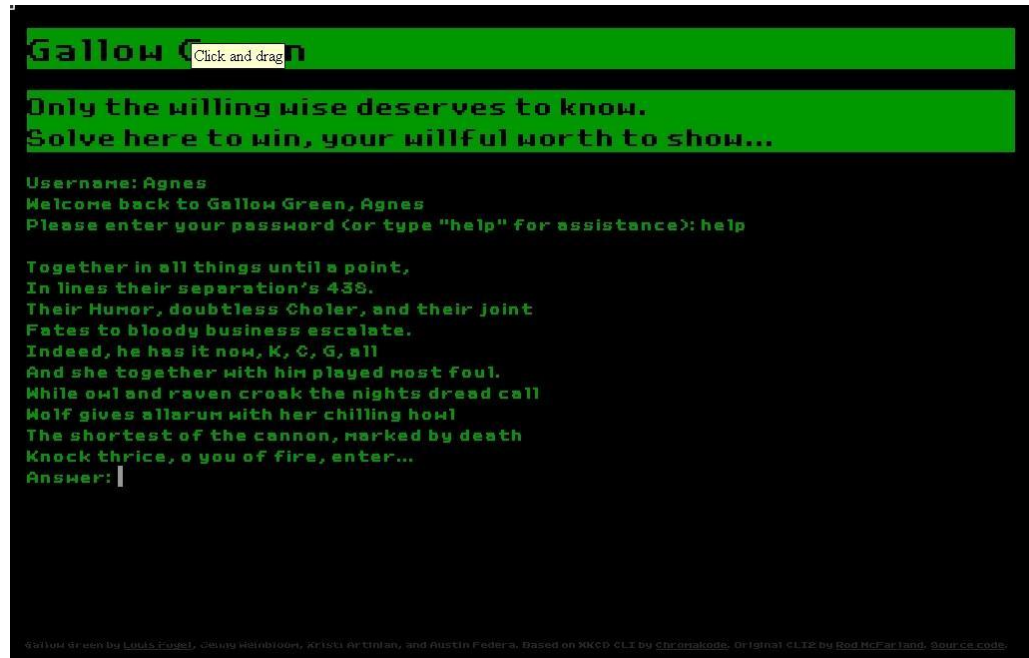 Gallow G n
Click and drag
Only the willing wise deserves to know.
Solve here to win, your willful worth to show...
Username: Agnes
Welcome back to Gallow Green, Agnes
Please enter your password (or type "help" for assistance): help
Together in all things until a point,
In lines their separation's 438.
Their Humor, doubtless Choler, and their joint
Fates to bloody business escalate.
Indeed, he has it now, K, C, G, all
And she together with him played most foul.
While owl and raven croak the nights dread call
Wolf gives allarum with her chilling howl
The shortest of the cannon, marked by death
Knock thrice, o you of fire, enter...
Answer:
Gallow Green by Louis Fogel, Jenny Weinbloom, Kristi Artinian, and Austin Federa. Based on XKCD CLI by Chromakode. Original CLI2 by Rod McFarland. Source code.